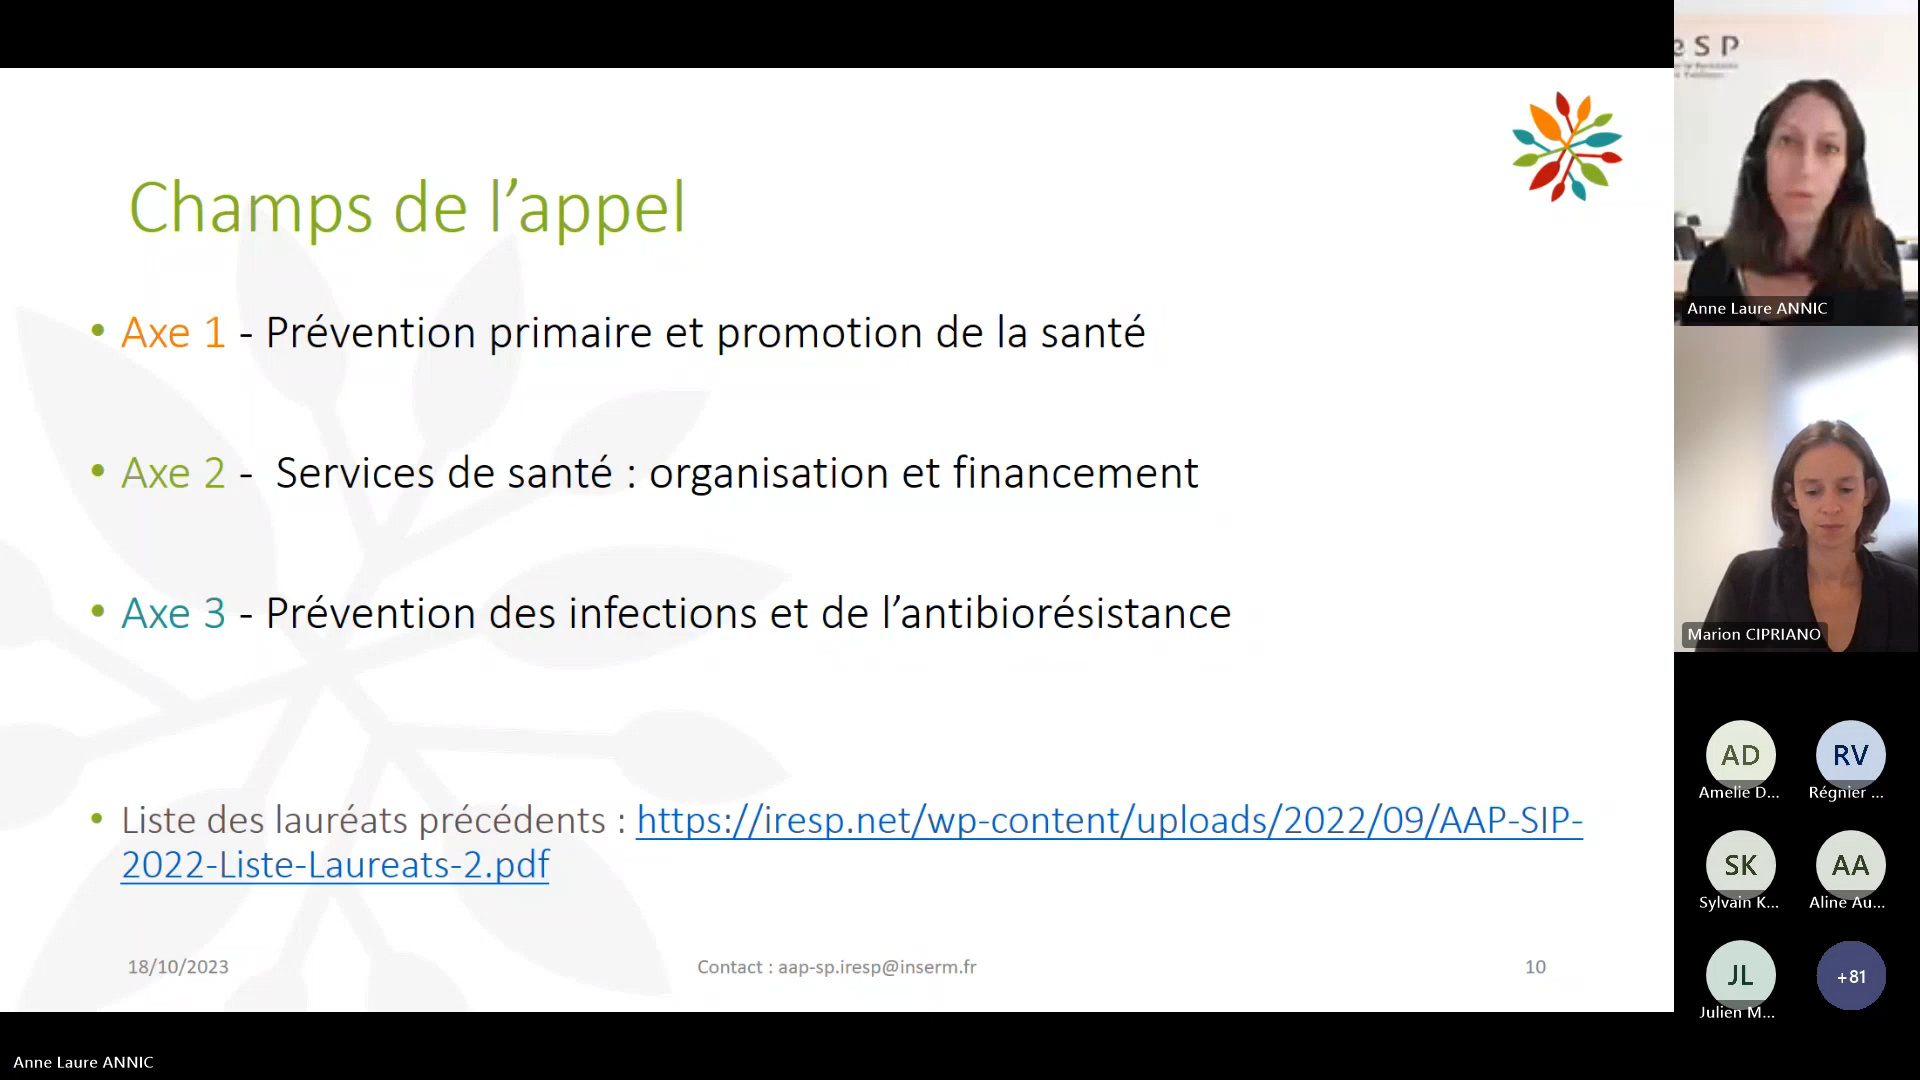 Champs de l’appel
• Axe 1 - Prévention primaire et promotion de la santé
• Axe 2 - Services de santé : organisation et financement
• Axe 3 - Prévention des infections et de l’antibiorésistance
• Liste des lauréats précédents : https://iresp.net/wp-content/uploads/2022/09/AAP-SIP-
2022-Liste-Laureats-2.pdf
18/10/2023
Contact : aap-sp.iresp@inserm.fr
10
Anne Laure ANNIC
e S P
Anne Laure ANNIC
Marion CIPRIANO
AD
Amelie D...
RV
Régnier ...
SK
Sylvain K...
AA
Aline Au...
JL
Julien M...
+81